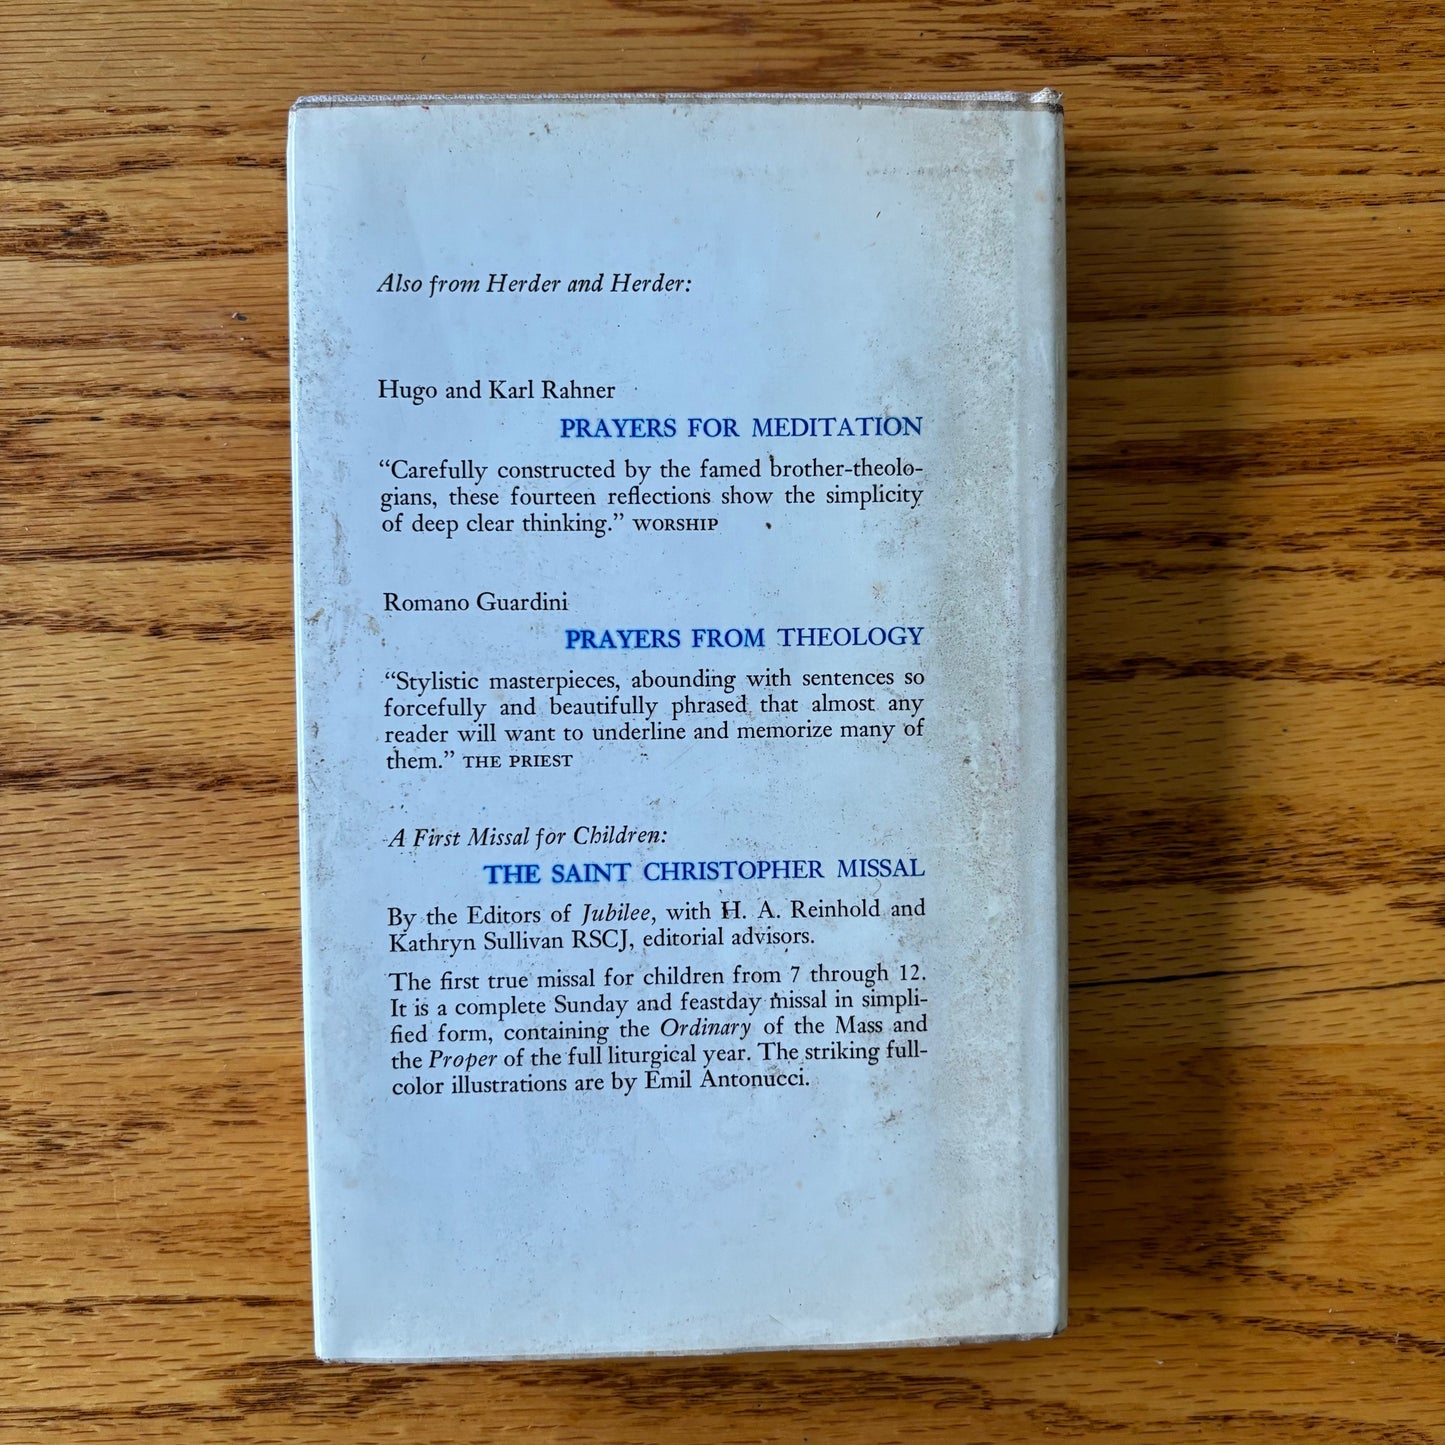 Also from Herder and Herder:
Hugo and Karl Rahner
PRAYERS FOR MEDITATION
“Carefully constructed by the famed brother-theolo-
gians, these fourteen reflections show the simplicity
of deep clear thinking.” WORSHIP
Romano Guardini
PRAYERS FROM THEOLOGY
“Stylistic masterpieces, abounding with sentences so
forcefully and beautifully phrased that almost any
reader will want to underline and memorize many of
them.” THE PRIEST
A First Missal for Children:
THE SAINT CHRISTOPHER MISSAL
By the Editors of Jubilee, with H. A. Reinhold and
Kathryn Sullivan RSCJ, editorial advisors.
The first true missal for children from 7 through 12.
It is a complete Sunday and feastday missal in simpli-
fied form, containing the Ordinary of the Mass and
the Proper of the full liturgical year. The striking full-
color illustrations are by Emil Antonucci.